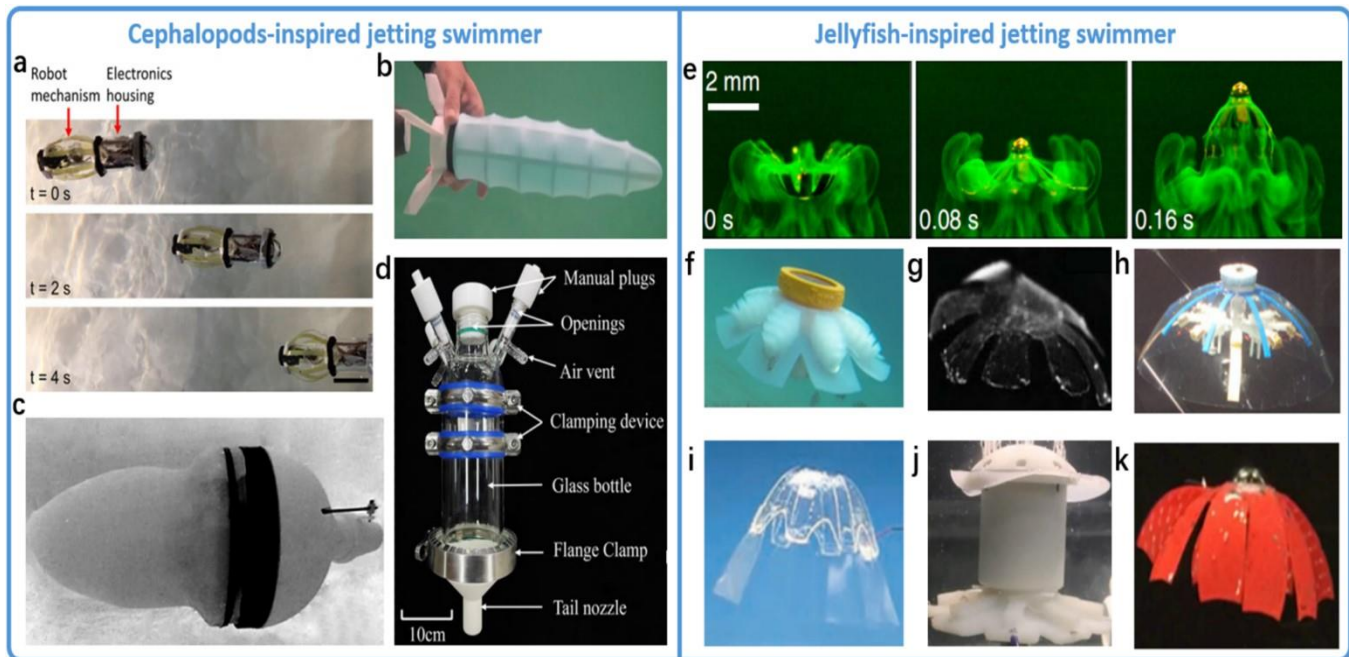 Cephalopods-inspired jetting swimmer
a
Robot
mechanism
Electronics
housing
t = 0 s
t = 2 s
t = 4 s
b
c
d
Manual plugs
Openings
Air vent
Clamping device
Glass bottle
Flange Clamp
Tail nozzle
10cm
Jellyfish-inspired jetting swimmer
e
2 mm
0 s
0.08 s
0.16 s
f
g
h
i
j
k